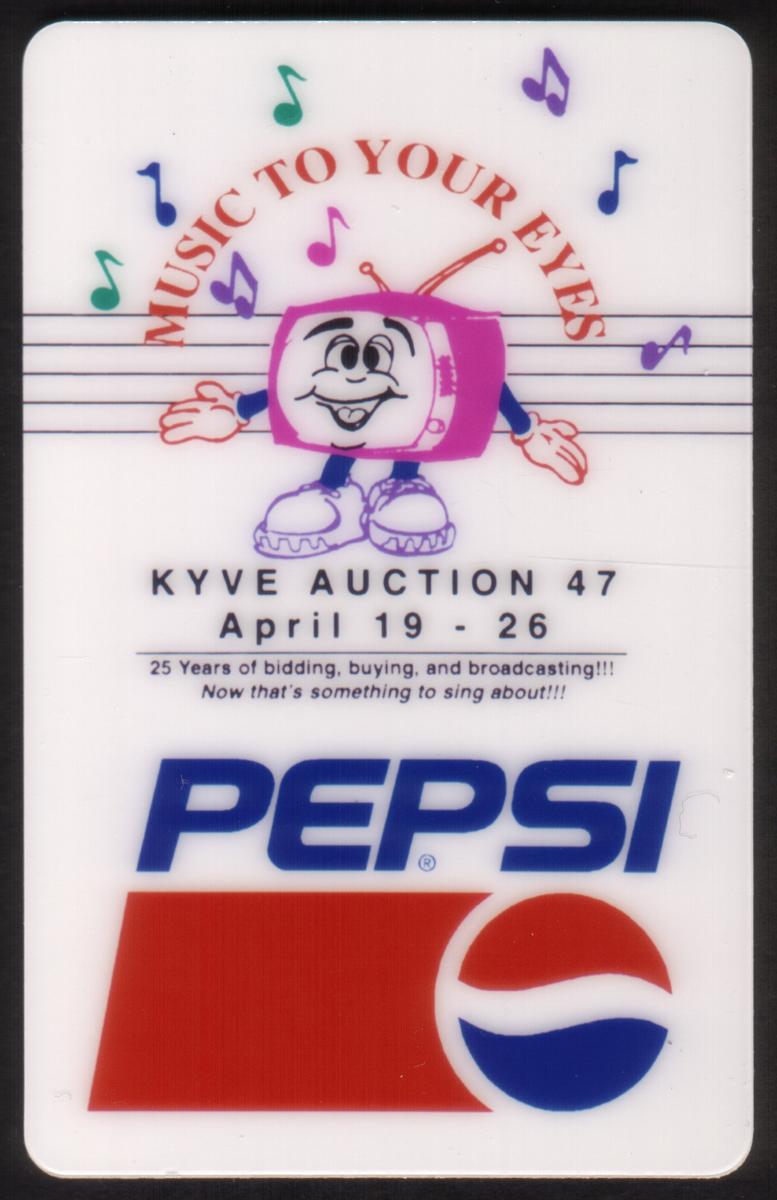 MUSIC TO YOUR EYES
KYVE AUCTION 47
April 19 - 26
25 Years of bidding, buying, and broadcasting!!!
Now that's something to sing about!!!
PEPSI
®